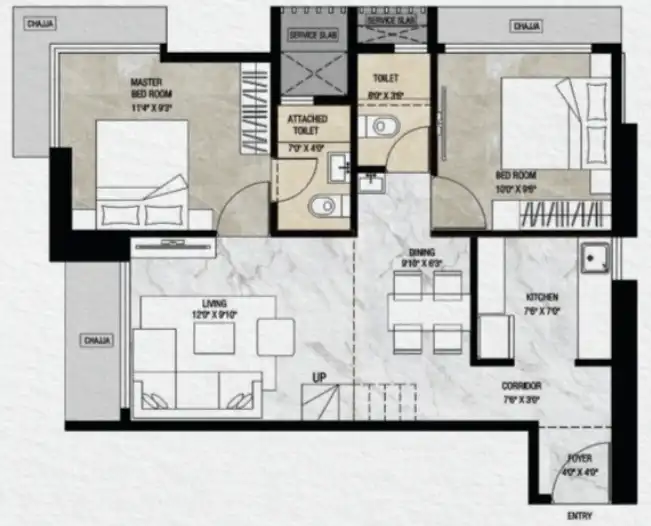 CHAJJA
SERVICE SLAB
SERVICE SLAB
CHAJJA
MASTER
BED ROOM
11'4" X 9'3"
TOILET
6'0" X 3'6"
ATTACHED
TOILET
7'0" X 4'0"
BED ROOM
10'0" X 9'6"
DINING
9'10" X 6'3"
LIVING
12'0" X 9'10"
KITCHEN
7'6" X 7'0"
CHAJJA
UP
CORRIDOR
7'6" X 3'0"
FOYER
4'0" X 4'0"
ENTRY